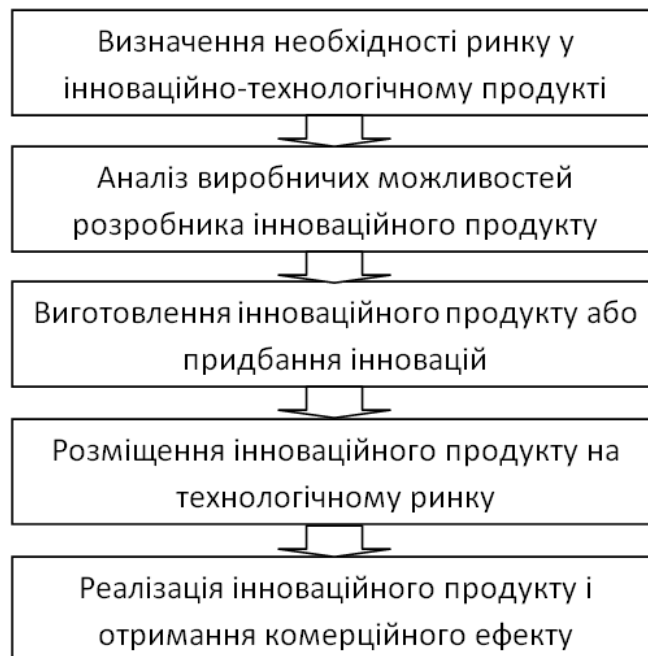 Визначення необхідності ринку у
інноваційно-технологічному продукті
Аналіз виробничих можливостей
розробника інноваційного продукту
Виготовлення інноваційного продукту або
придбання інновацій
Розміщення інноваційного продукту на
технологічному ринку
Реалізація інноваційного продукту і
отримання комерційного ефекту